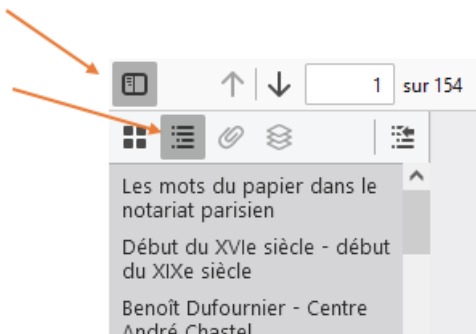 1 sur 154
Les mots du papier dans le
notariat parisien
Début du XVIe siècle - début
du XIXe siècle
Benoît Dufournier - Centre
André Chastel